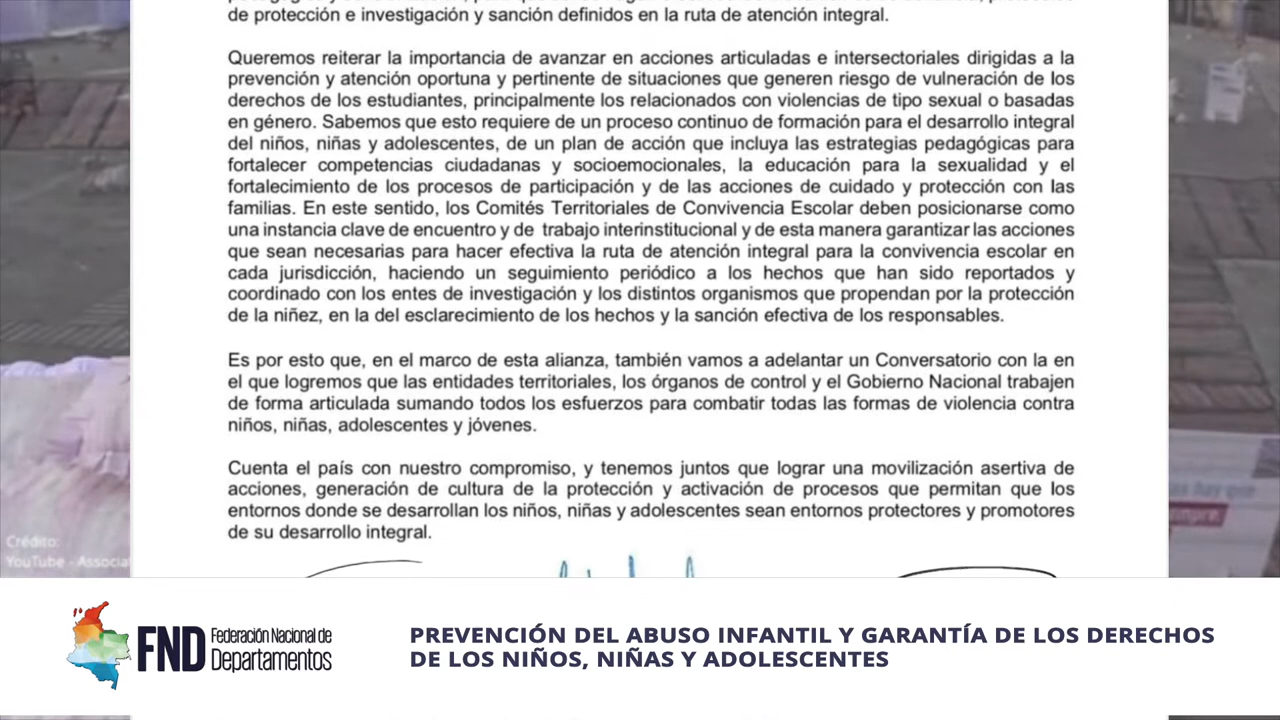 de protección e investigación y sanción definidos en la ruta de atención integral.
Queremos reiterar la importancia de avanzar en acciones articuladas e intersectoriales dirigidas a la
prevención y atención oportuna y pertinente de situaciones que generen riesgo de vulneración de los
derechos de los estudiantes, principalmente los relacionados con violencias de tipo sexual o basadas
en género. Sabemos que esto requiere de un proceso continuo de formación para el desarrollo integral
del niños, niñas y adolescentes, de un plan de acción que incluya las estrategias pedagógicas para
fortalecer competencias ciudadanas y socioemocionales, la educación para la sexualidad y el
fortalecimiento de los procesos de participación y de las acciones de cuidado y protección con las
familias. En este sentido, los Comités Territoriales de Convivencia Escolar deben posicionarse como
una instancia clave de encuentro y de trabajo interinstitucional y de esta manera garantizar las acciones
que sean necesarias para hacer efectiva la ruta de atención integral para la convivencia escolar en
cada jurisdicción, haciendo un seguimiento periódico a los hechos que han sido reportados y
coordinado con los entes de investigación y los distintos organismos que propendan por la protección
de la niñez, en la del esclarecimiento de los hechos y la sanción efectiva de los responsables.
Es por esto que, en el marco de esta alianza, también vamos a adelantar un Conversatorio con la en
el que logremos que las entidades territoriales, los órganos de control y el Gobierno Nacional trabajen
de forma articulada sumando todos los esfuerzos para combatir todas las formas de violencia contra
niños, niñas, adolescentes y jóvenes.
Cuenta el país con nuestro compromiso, y tenemos juntos que lograr una movilización asertiva de
acciones, generación de cultura de la protección y activación de procesos que permitan que los
entornos donde se desarrollan los niños, niñas y adolescentes sean entornos protectores y promotores
de su desarrollo integral.
Crédito:
YouTube - Associat
FND Federación Nacional de
Departamentos
PREVENCIÓN DEL ABUSO INFANTIL Y GARANTÍA DE LOS DERECHOS
DE LOS NIÑOS, NIÑAS Y ADOLESCENTES